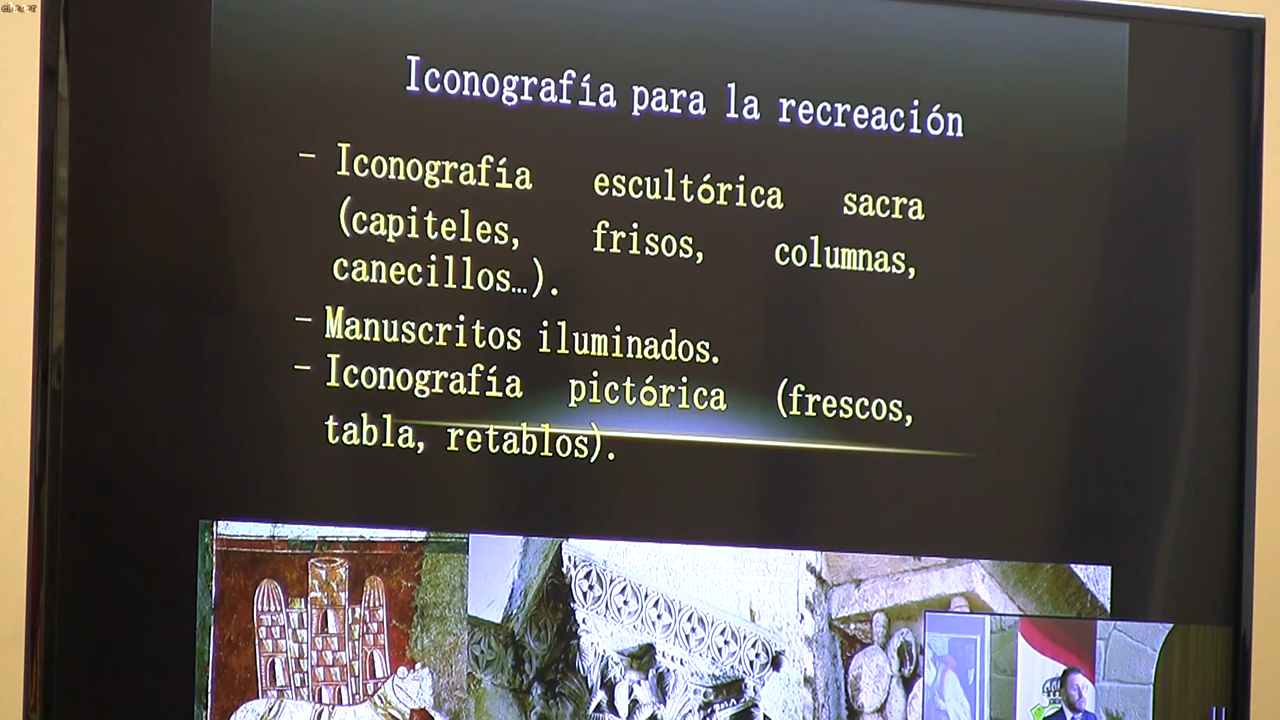 Iconografía para la recreación
- Iconografía escultórica sacra
(capiteles, frisos, columnas,
canecillos…).
- Manuscritos iluminados.
- Iconografía pictórica (frescos,
tabla, retablos).